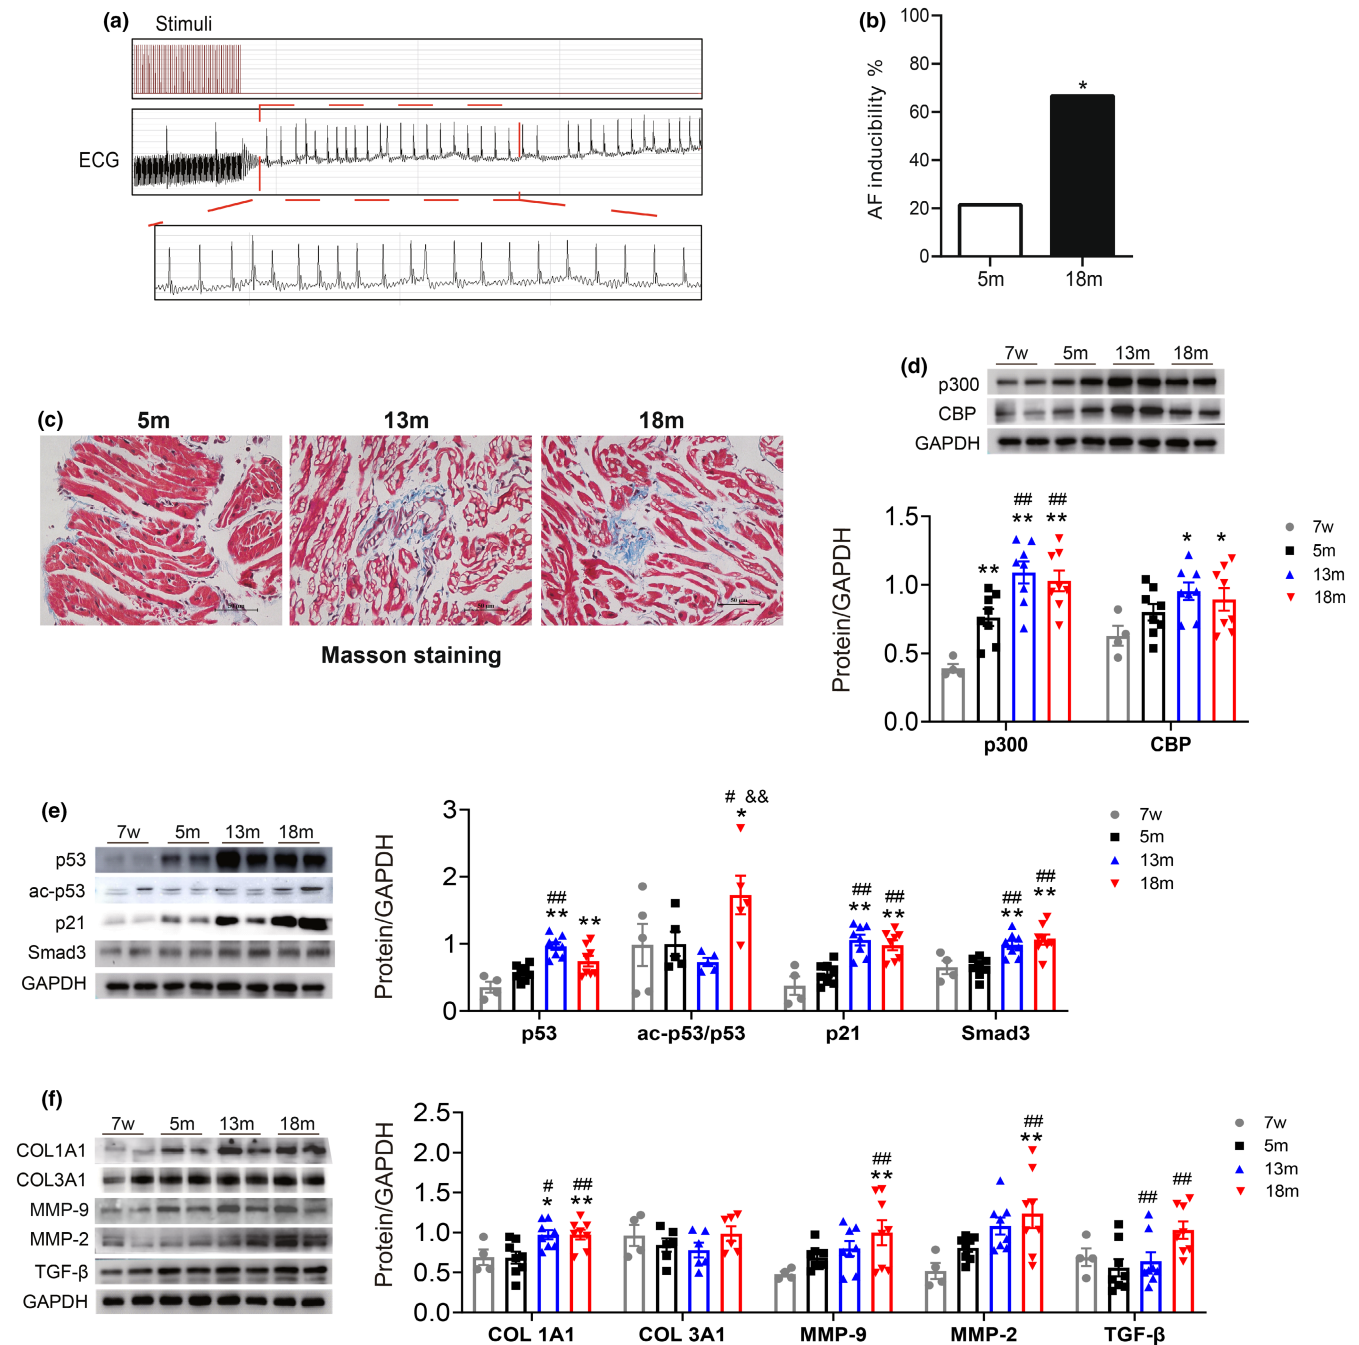 (a)
Stimuli
ECG
(b)
AF inducibility %
100
80
60
40
20
0
*
5m 18m
(c)
5m 13m 18m
50 um
50 um
Masson staining
(d)
7w 5m 13m 18m
p300
CBP
GAPDH
Protein/GAPDH
1.5
1.0
0.5
0.0
** ##** ##** * *
p300 CBP
7w
5m
13m
18m
(e)
7w 5m 13m 18m
p53
ac-p53
p21
Smad3
GAPDH
Protein/GAPDH
3
2
1
0
##** ** # && * ##** ##** ##** ##**
p53 ac-p53/p53 p21 Smad3
7w
5m
13m
18m
(f)
7w 5m 13m 18m
COL1A1
COL3A1
MMP-9
MMP-2
TGF-β
GAPDH
Protein/GAPDH
2.5
2.0
1.5
1.0
0.5
0.0
#* ##** ##** ##** ## ##
COL 1A1 COL 3A1 MMP-9 MMP-2 TGF-β
7w
5m
13m
18m